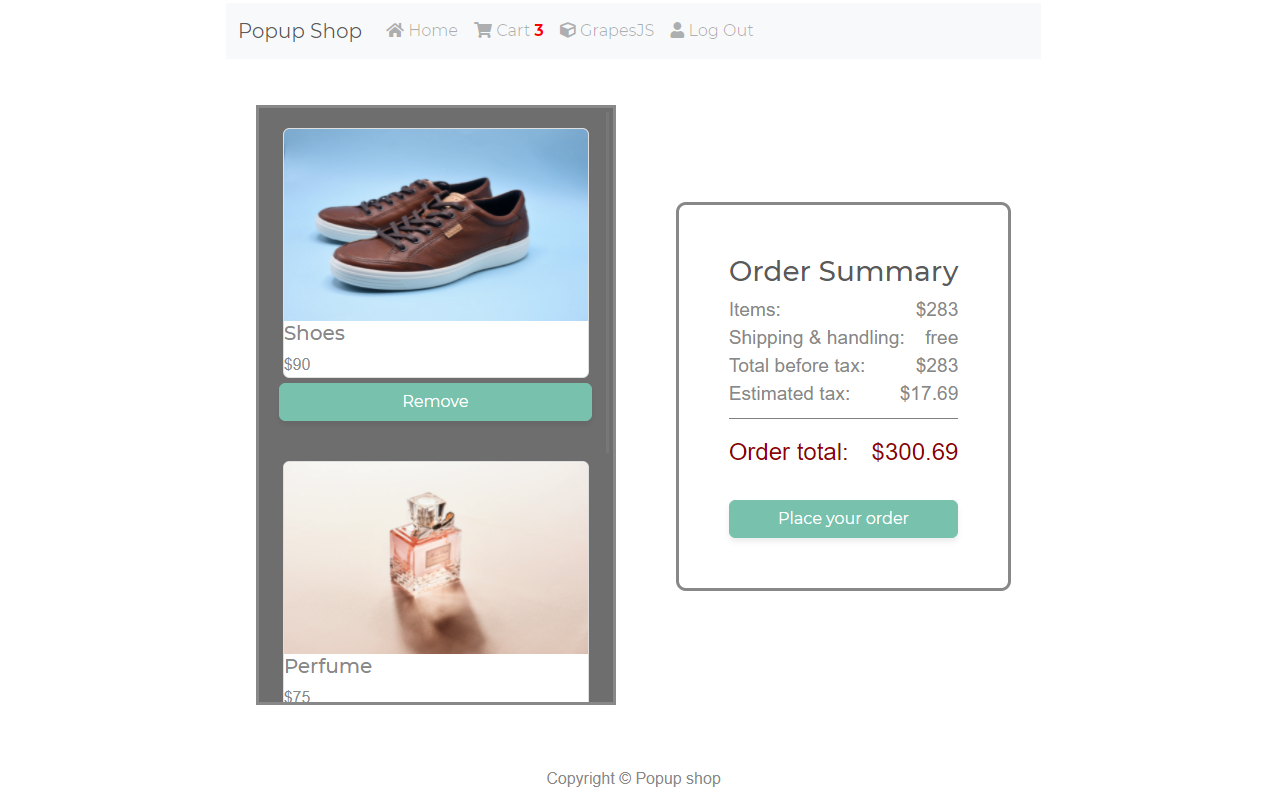 Popup Shop Home Cart 3 GrapesJS Log Out
Shoes
$90
Remove
Perfume
$75
Order Summary
Items: $283
Shipping & handling: free
Total before tax: $283
Estimated tax: $17.69
Order total: $300.69
Place your order
Copyright © Popup shop